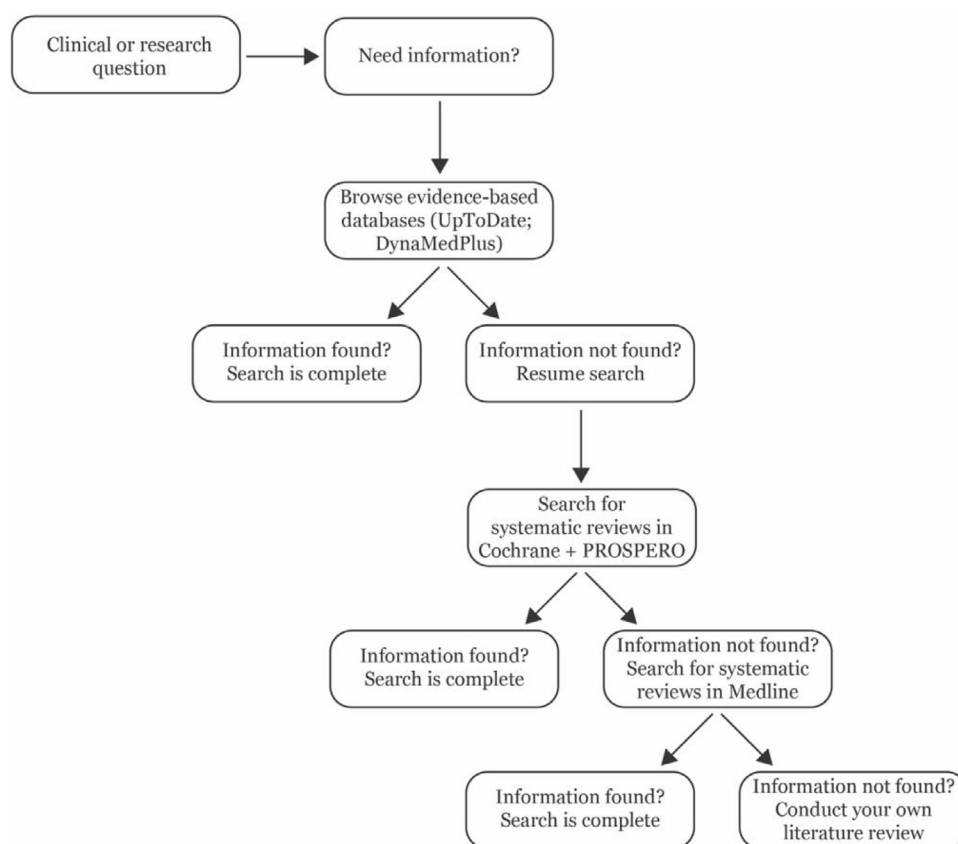 Clinical or research
question
Need information?
Browse evidence-based
databases (UpToDate;
DynaMedPlus)
Information found?
Search is complete
Information not found?
Resume search
Search for
systematic reviews in
Cochrane + PROSPERO
Information found?
Search is complete
Information not found?
Search for systematic
reviews in Medline
Information found?
Search is complete
Information not found?
Conduct your own
literature review